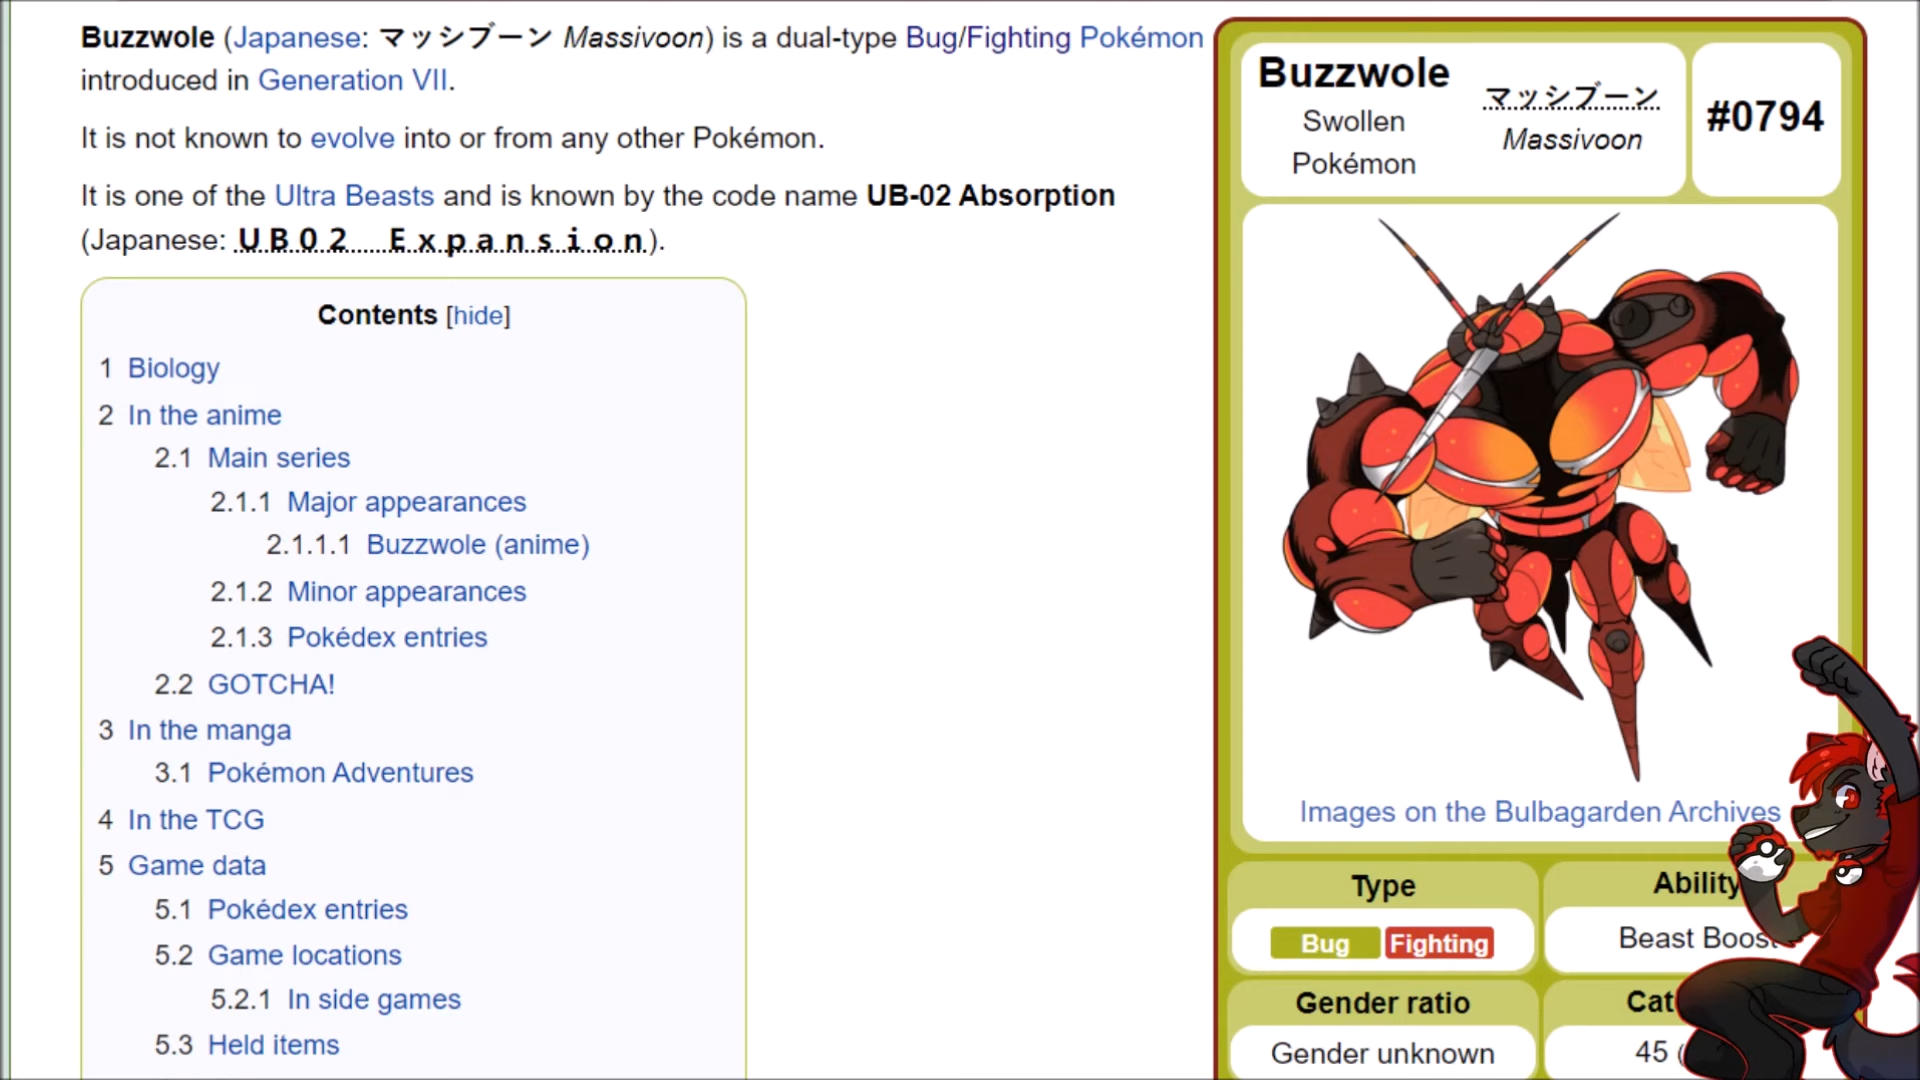 Buzzwole (Japanese: マッシブーン Massivoon) is a dual-type Bug/Fighting Pokémon
introduced in Generation VII.
It is not known to evolve into or from any other Pokémon.
It is one of the Ultra Beasts and is known by the code name UB-02 Absorption
(Japanese: UB02 Expansion).
Contents [hide]
1 Biology
2 In the anime
2.1 Main series
2.1.1 Major appearances
2.1.1.1 Buzzwole (anime)
2.1.2 Minor appearances
2.1.3 Pokédex entries
2.2 GOTCHA!
3 In the manga
3.1 Pokémon Adventures
4 In the TCG
5 Game data
5.1 Pokédex entries
5.2 Game locations
5.2.1 In side games
5.3 Held items
Buzzwole
Swollen
Pokémon
マッシブーン
Massivoon
#0794
Images on the Bulbagarden Archives
Type
Bug Fighting
Ability
Beast Boost
Gender ratio
Gender unknown
Cat
45 (